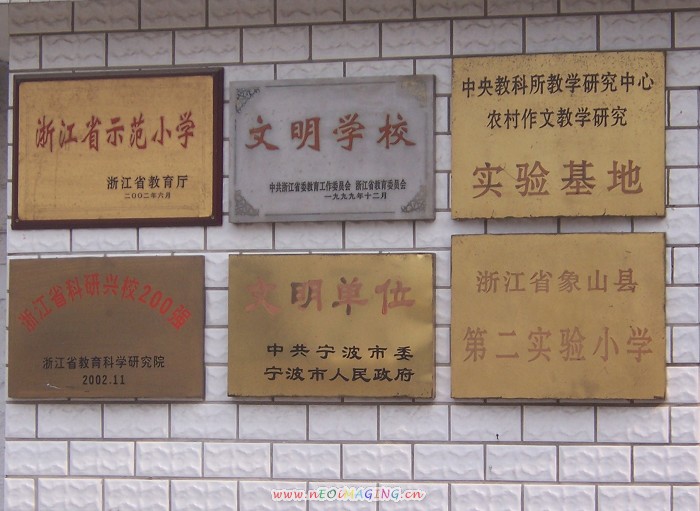 浙江省示范小学
浙江省教育厅
二00二年六月
文明学校
中共浙江省委教育工作委员会 浙江省教育委员会
一九九九年十二月
中央教科所教学研究中心
农村作文教学研究
实验基地
浙江省科研兴校200强
浙江省教育科学研究院
2002.11
文明单位
中共宁波市委
宁波市人民政府
浙江省象山县
第二实验小学
www.nEOiMAGiNG.cn